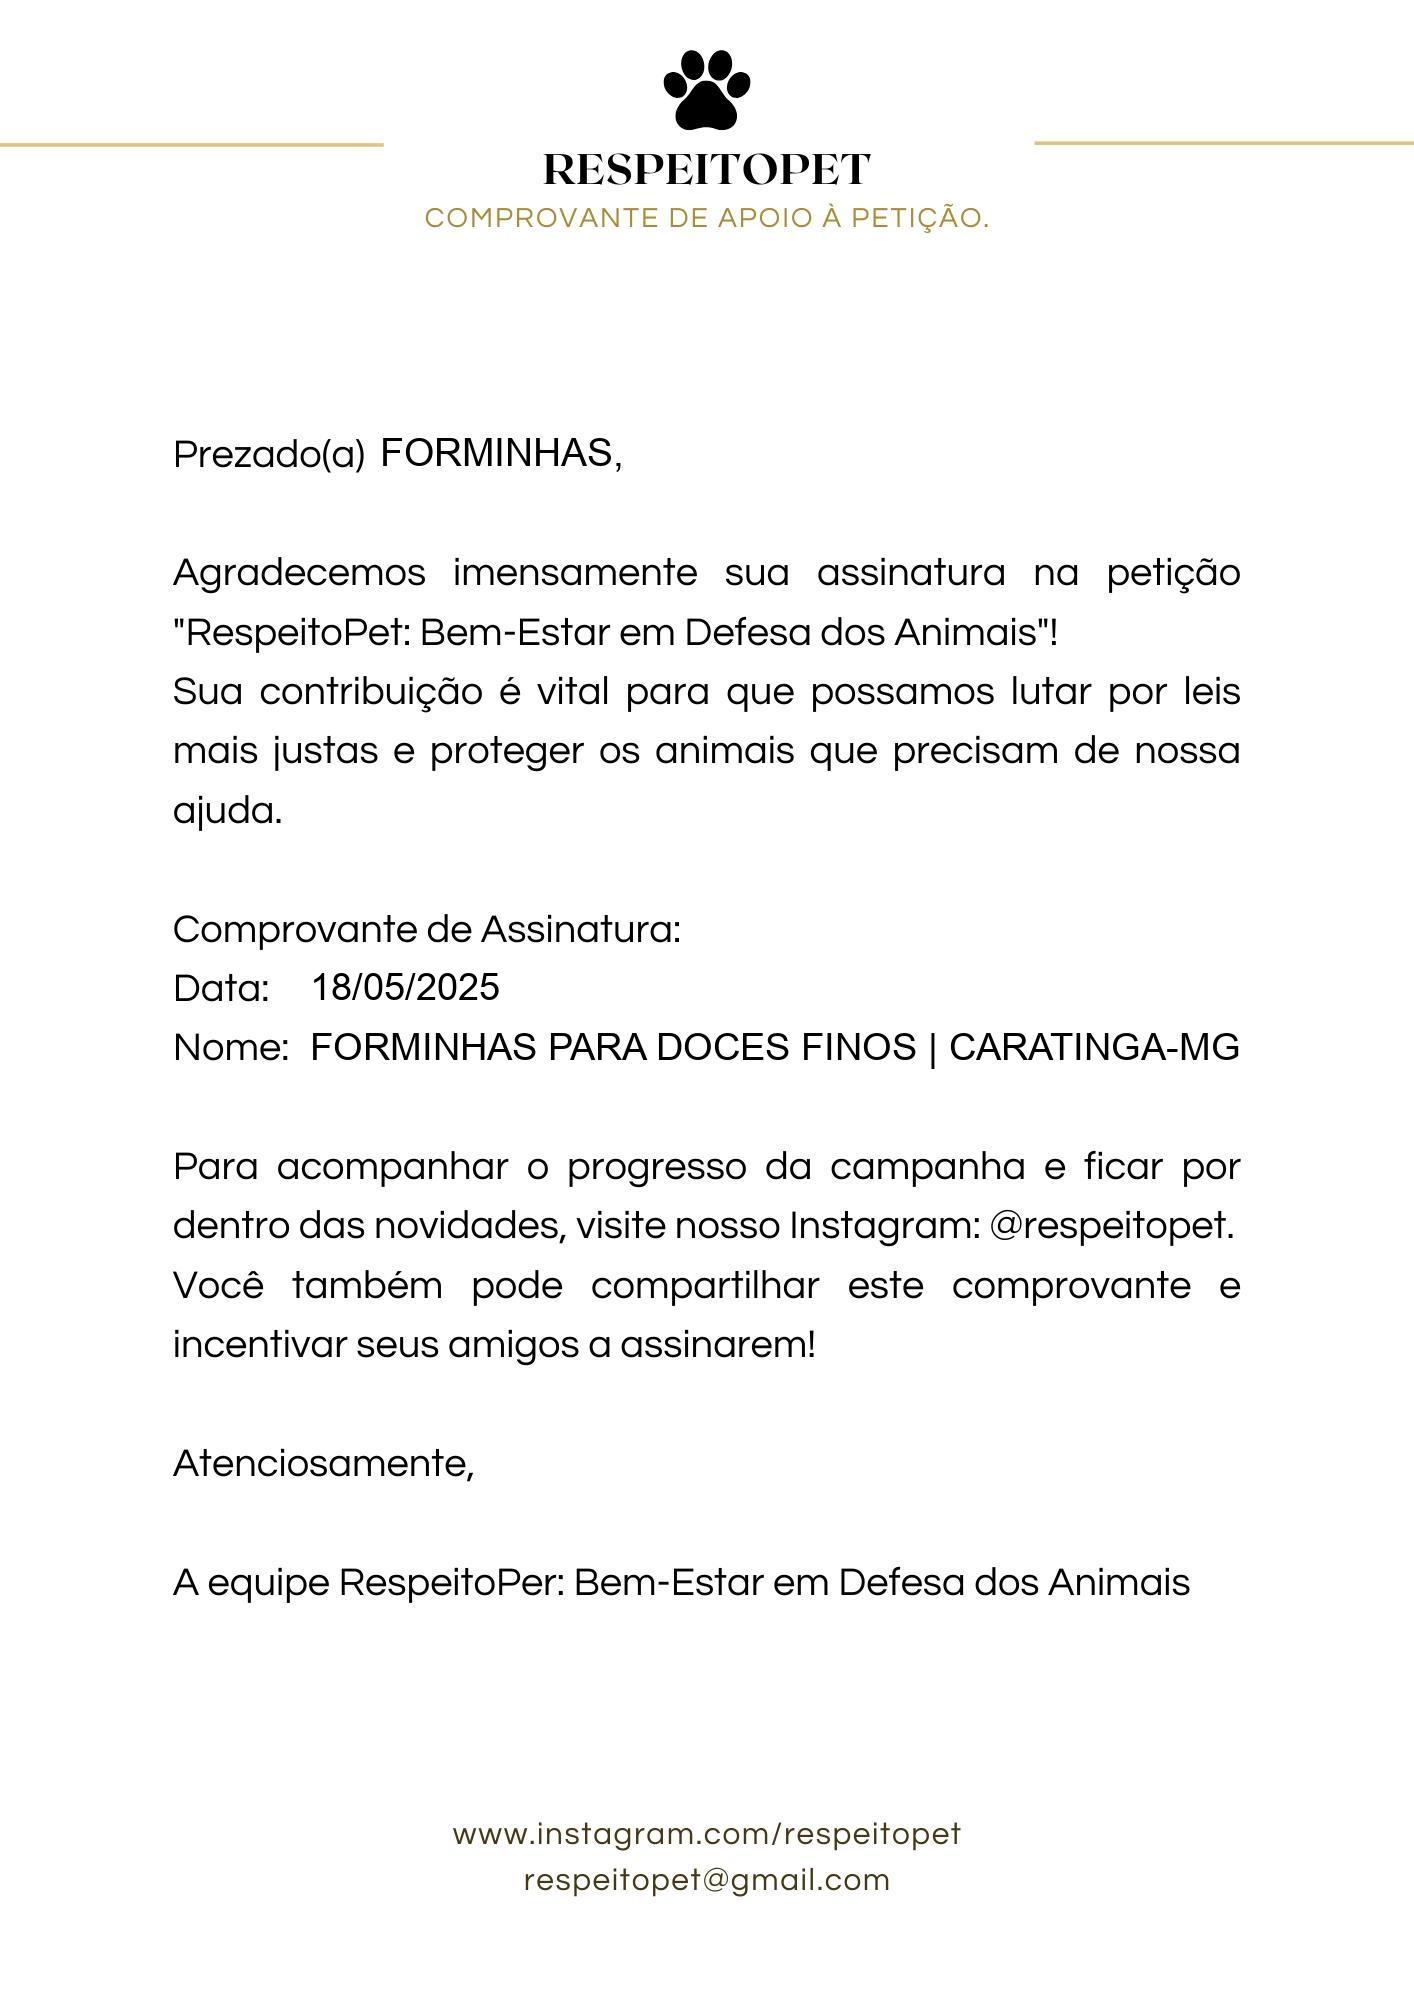 RESPEITOPET
COMPROVANTE DE APOIO À PETIÇÃO.
Prezado(a) FORMINHAS,
Agradecemos imensamente sua assinatura na petição
"RespeitoPet: Bem-Estar em Defesa dos Animais"!
Sua contribuição é vital para que possamos lutar por leis
mais justas e proteger os animais que precisam de nossa
ajuda.
Comprovante de Assinatura:
Data: 18/05/2025
Nome: FORMINHAS PARA DOCES FINOS | CARATINGA-MG
Para acompanhar o progresso da campanha e ficar por
dentro das novidades, visite nosso Instagram: @respeitopet.
Você também pode compartilhar este comprovante e
incentivar seus amigos a assinarem!
Atenciosamente,
A equipe RespeitoPer: Bem-Estar em Defesa dos Animais
www.instagram.com/respeitopet
respeitopet@gmail.com